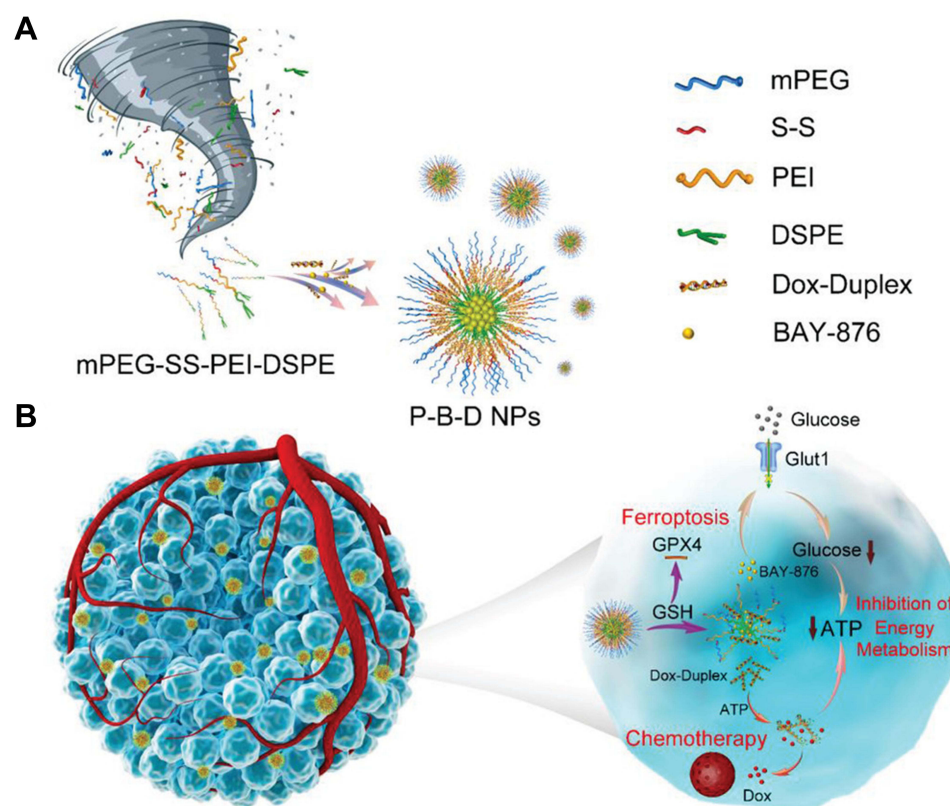 A
mPEG
S-S
PEI
DSPE
Dox-Duplex
BAY-876
mPEG-SS-PEI-DSPE
P-B-D NPs
B
Glucose
Glut1
Ferroptosis
GPX4
Glucose
BAY-876
GSH
ATP
Inhibition of
Energy
Metabolism
Dox-Duplex
ATP
Chemotherapy
Dox